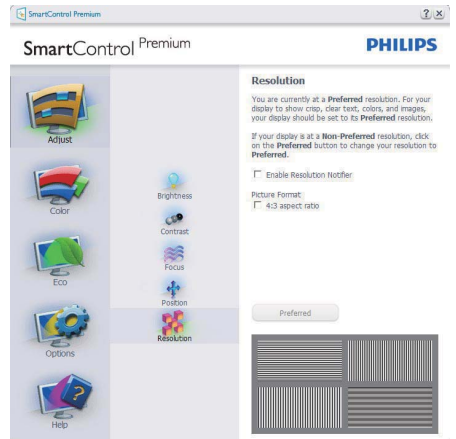 SmartControl Premium
? ×
SmartControl Premium
PHILIPS
Adjust
Color
Eco
Options
Help
Brightness
Contrast
Focus
Position
Resolution
Resolution
You are currently at a Preferred resolution. For your
display to show crisp, clear text, colors, and images,
your display should be set to its Preferred resolution.
If your display is at a Non-Preferred resolution, click
on the Preferred button to change your resolution to
Preferred.
Enable Resolution Notifier
Picture Format
4:3 aspect ratio
Preferred